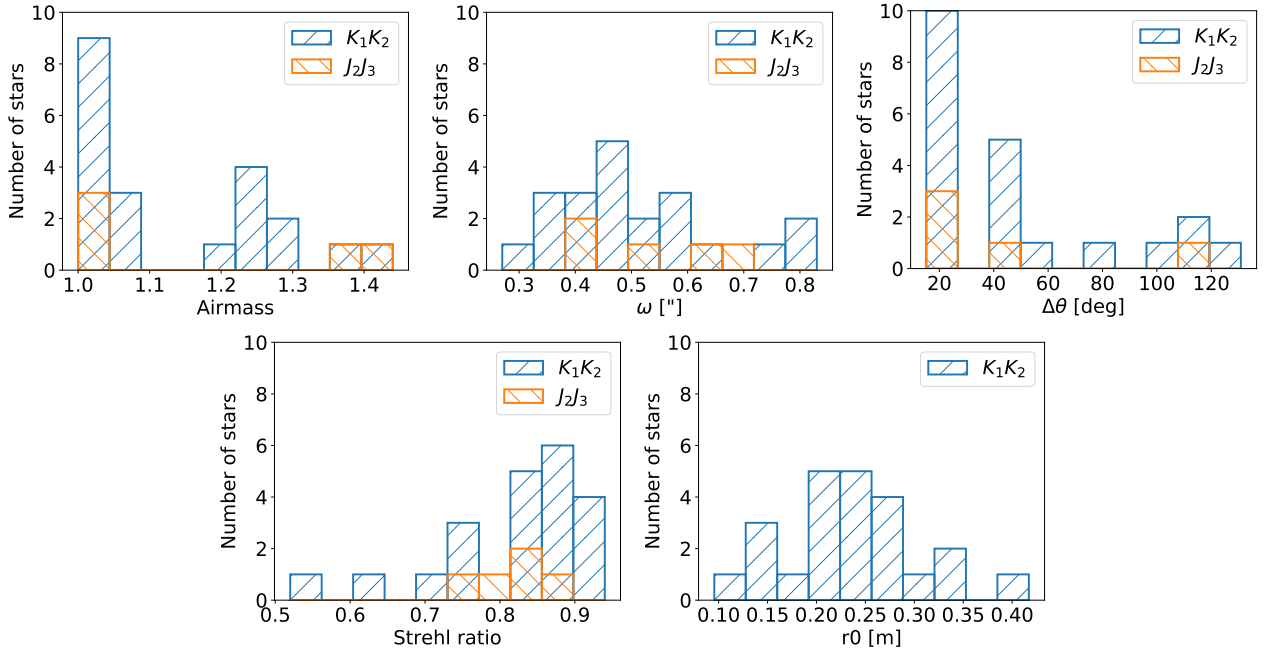 Number of stars
10
8
6
4
2
0
K₁K₂
J₂J₃
1.0 1.1 1.2 1.3 1.4
Airmass
Number of stars
10
8
6
4
2
0
K₁K₂
J₂J₃
0.3 0.4 0.5 0.6 0.7 0.8
ω ["]
Number of stars
10
8
6
4
2
0
K₁K₂
J₂J₃
20 40 60 80 100 120
Δθ [deg]
Number of stars
10
8
6
4
2
0
K₁K₂
J₂J₃
0.5 0.6 0.7 0.8 0.9
Strehl ratio
Number of stars
10
8
6
4
2
0
K₁K₂
0.10 0.15 0.20 0.25 0.30 0.35 0.40
r0 [m]